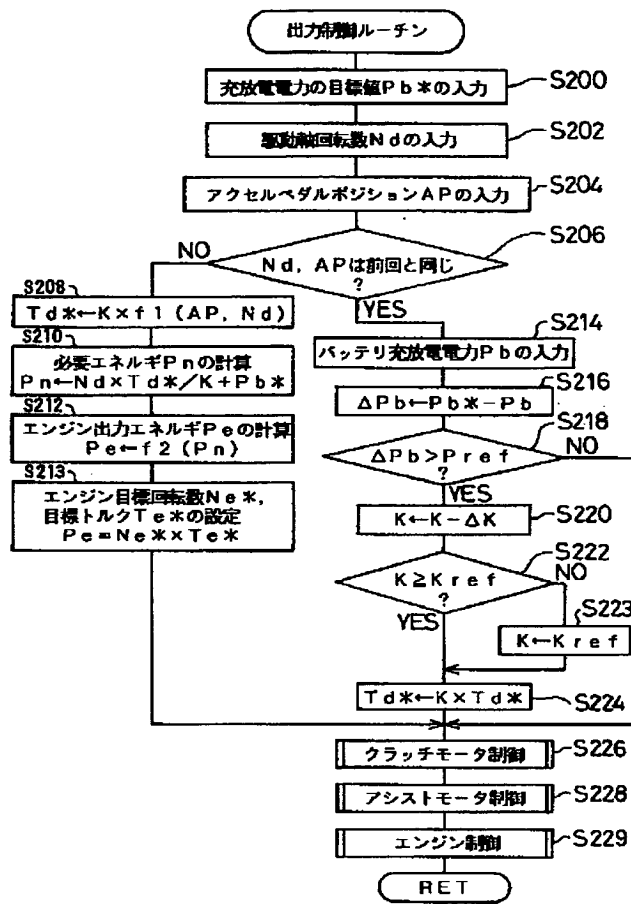 出力制御ルーチン
充放電電力の目標値Pb*の入力
S200
駆動軸回転数Ndの入力
S202
アクセルペダルポジションAPの入力
S204
Nd,APは前回と同じ
?
S206
NO
YES
S208
Td*←K×f1(AP,Nd)
S210
必要エネルギPnの計算
Pn←Nd×Td*/K+Pb*
S212
エンジン出力エネルギPeの計算
Pe←f2(Pn)
S213
エンジン目標回転数Ne*,
目標トルクTe*の設定
Pe=Ne*×Te*
バッテリ充放電電力Pbの入力
S214
ΔPb←Pb*-Pb
S216
ΔPb>Pref
?
S218
NO
YES
K←K-ΔK
S220
K≧Kref
?
S222
NO
YES
S223
K←Kref
Td*←K×Td*
S224
クラッチモータ制御
S226
アシストモータ制御
S228
エンジン制御
S229
RET